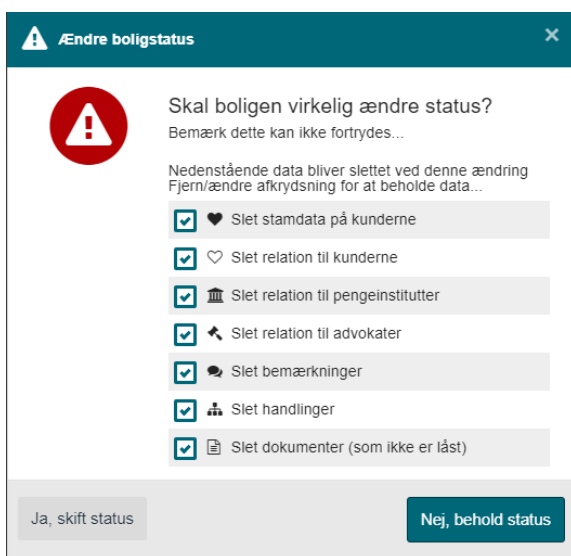 Ændre boligstatus
Skal boligen virkelig ændre status?
Bemærk dette kan ikke fortrydes...
Nedenstående data bliver slettet ved denne ændring
Fjern/ændre afkrydsning for at beholde data...
Slet stamdata på kunderne
Slet relation til kunderne
Slet relation til pengeinstitutter
Slet relation til advokater
Slet bemærkninger
Slet handlinger
Slet dokumenter (som ikke er låst)
Ja, skift status
Nej, behold status